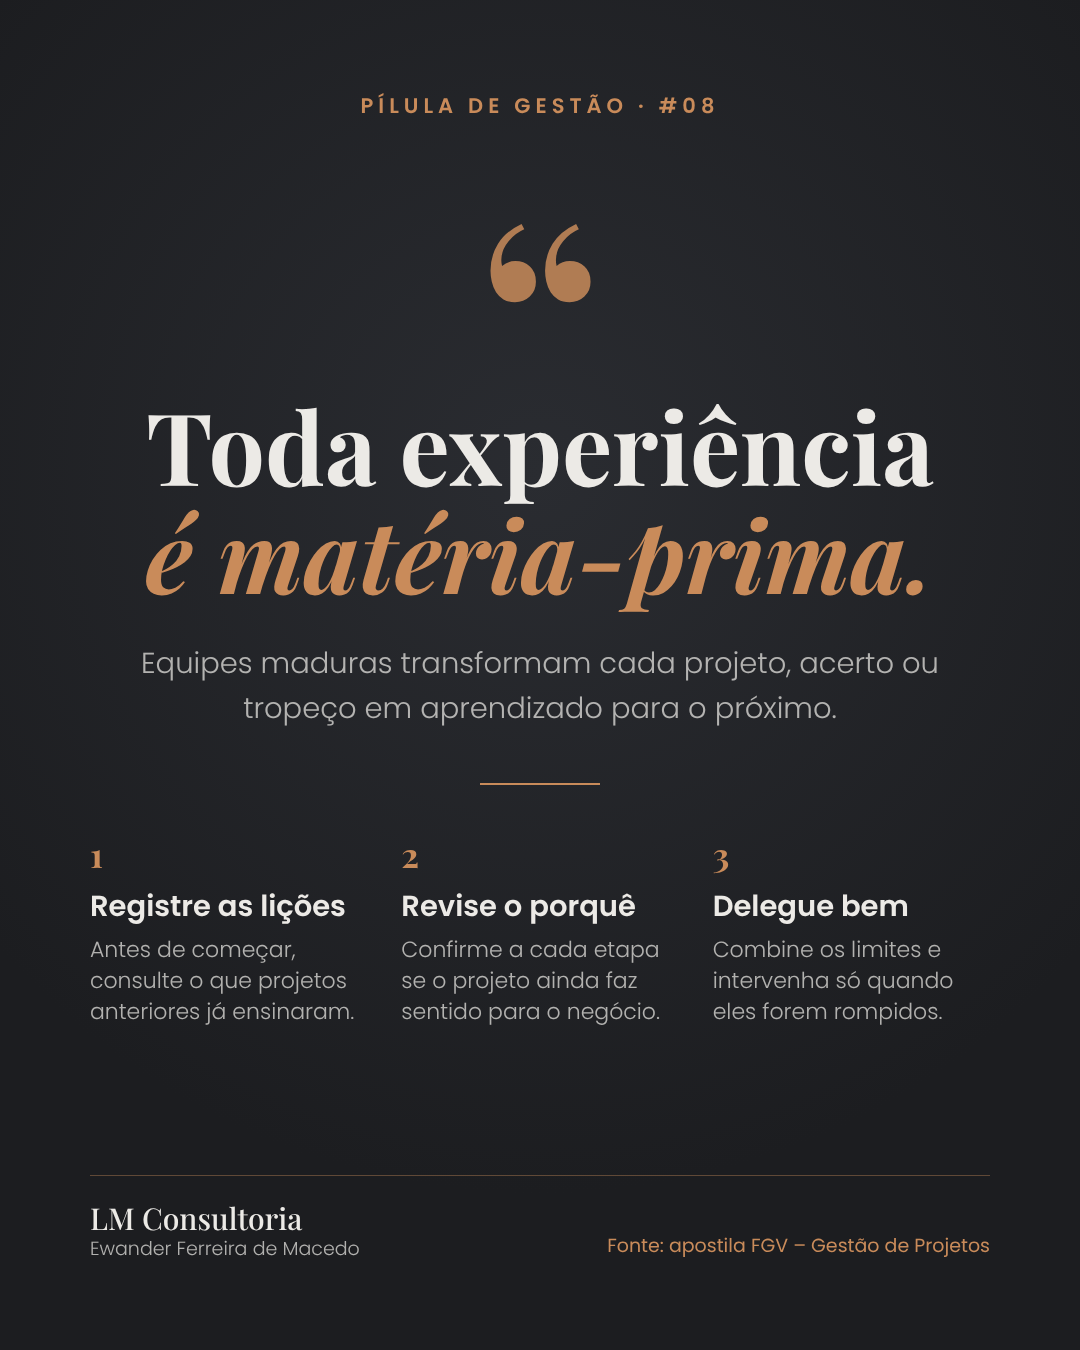 PÍLULA DE GESTÃO · #08
“
Toda experiência
é matéria-prima.
Equipes maduras transformam cada projeto, acerto ou
tropeço em aprendizado para o próximo.
1
Registre as lições
Antes de começar,
consulte o que projetos
anteriores já ensinaram.
2
Revise o porquê
Confirme a cada etapa
se o projeto ainda faz
sentido para o negócio.
3
Delegue bem
Combine os limites e
intervenha só quando
eles forem rompidos.
LM Consultoria
Ewander Ferreira de Macedo
Fonte: apostila FGV – Gestão de Projetos